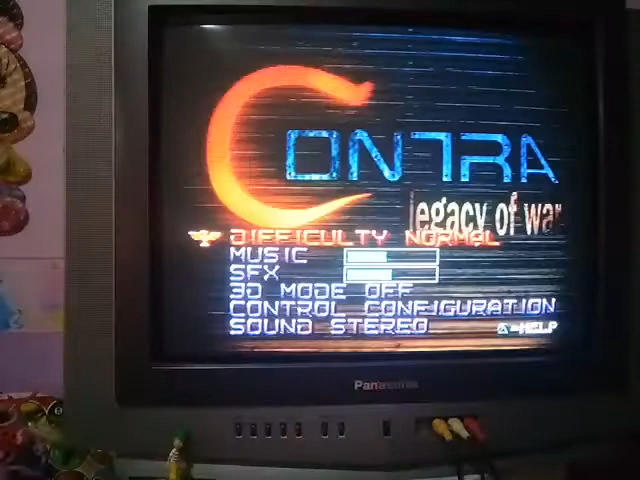 CONTRA
legacy of war
DIFFICULTY NORMAL
MUSIC
SFX
3D MODE OFF
CONTROL CONFIGURATION
SOUND STEREO
△=HELP
Panasonic